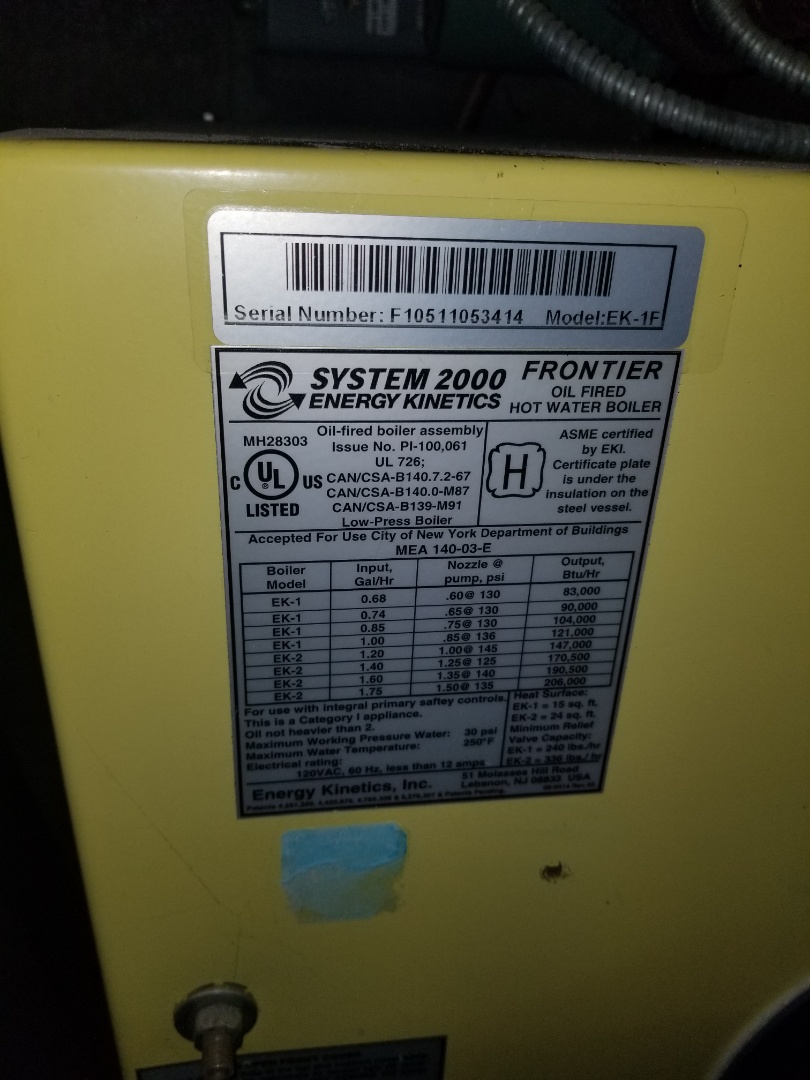 Serial Number: F10511053414 Model:EK-1F
SYSTEM 2000
ENERGY KINETICS
FRONTIER
OIL FIRED
HOT WATER BOILER
MH28303
C UL US
LISTED
Oil-fired boiler assembly
Issue No. PI-100,061
UL 726;
CAN/CSA-B140.7.2-67
CAN/CSA-B140.0-M87
CAN/CSA-B139-M91
Low-Press Boiler
H
ASME certified
by EKI.
Certificate plate
is under the
insulation on the
steel vessel.
Accepted For Use City of New York Department of Buildings
MEA 140-03-E
Boiler Model Input, Gal/Hr Nozzle @ pump, psi Output, Btu/Hr
EK-1 0.68 .60@ 130 83,000
EK-1 0.74 .65@ 130 90,000
EK-1 0.85 .75@ 130 104,000
EK-1 1.00 .85@ 136 121,000
EK-2 1.20 1.00@ 145 147,000
EK-2 1.40 1.25@ 125 170,500
EK-2 1.60 1.35@ 140 190,500
EK-2 1.75 1.50@ 135 206,000
For use with integral primary saftey controls.
This is a Category I appliance.
Oil not heavier than 2.
Maximum Working Pressure Water: 30 psi
Maximum Water Temperature: 250°F
Electrical rating:
120VAC, 60 Hz, less than 12 amps
Heat Surface:
EK-1 = 15 sq. ft.
EK-2 = 24 sq. ft.
Minimum Relief
Valve Capacity:
EK-1 = 240 lbs./hr
EK-2 = 336 lbs./hr
Energy Kinetics, Inc.
51 Molasses Hill Road
Lebanon, NJ 08833 USA